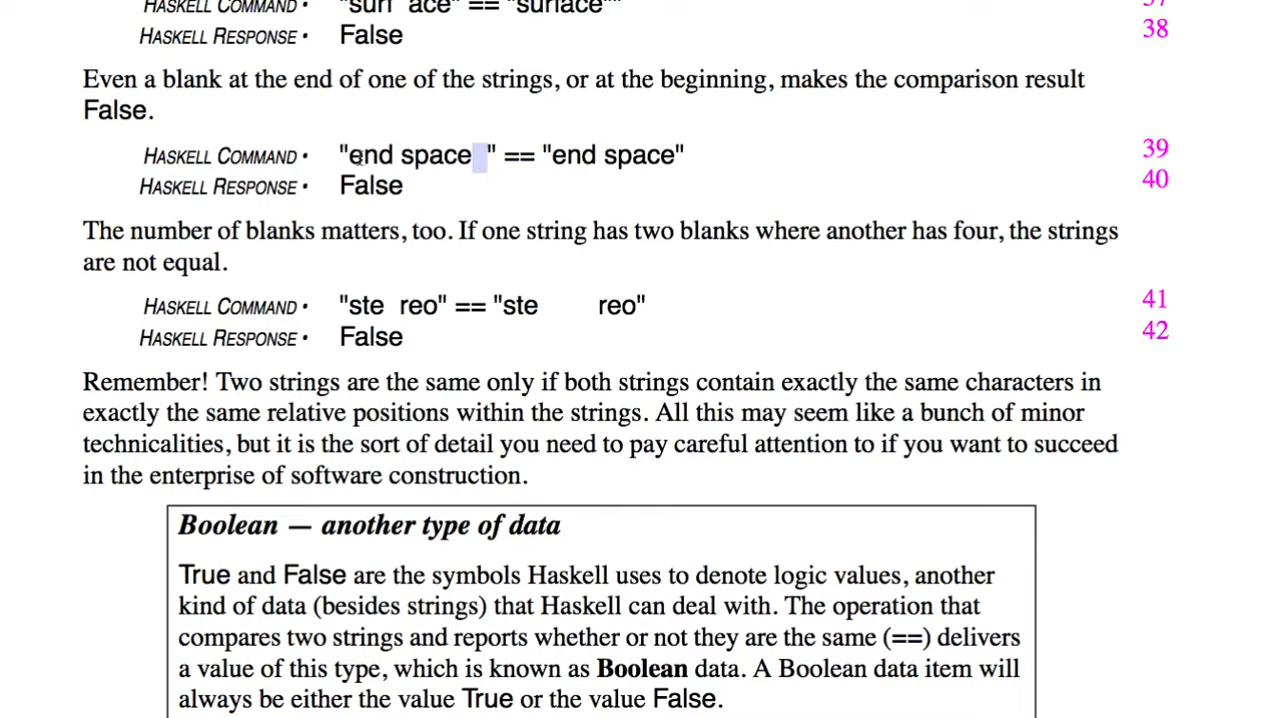 HASKELL COMMAND • "surf  ace" == "surface"" 37
HASKELL RESPONSE • False 38
Even a blank at the end of one of the strings, or at the beginning, makes the comparison result
False.
HASKELL COMMAND • "end space  " == "end space" 39
HASKELL RESPONSE • False 40
The number of blanks matters, too. If one string has two blanks where another has four, the strings
are not equal.
HASKELL COMMAND • "ste  reo" == "ste    reo" 41
HASKELL RESPONSE • False 42
Remember! Two strings are the same only if both strings contain exactly the same characters in
exactly the same relative positions within the strings. All this may seem like a bunch of minor
technicalities, but it is the sort of detail you need to pay careful attention to if you want to succeed
in the enterprise of software construction.
Boolean — another type of data
True and False are the symbols Haskell uses to denote logic values, another
kind of data (besides strings) that Haskell can deal with. The operation that
compares two strings and reports whether or not they are the same (==) delivers
a value of this type, which is known as Boolean data. A Boolean data item will
always be either the value True or the value False.